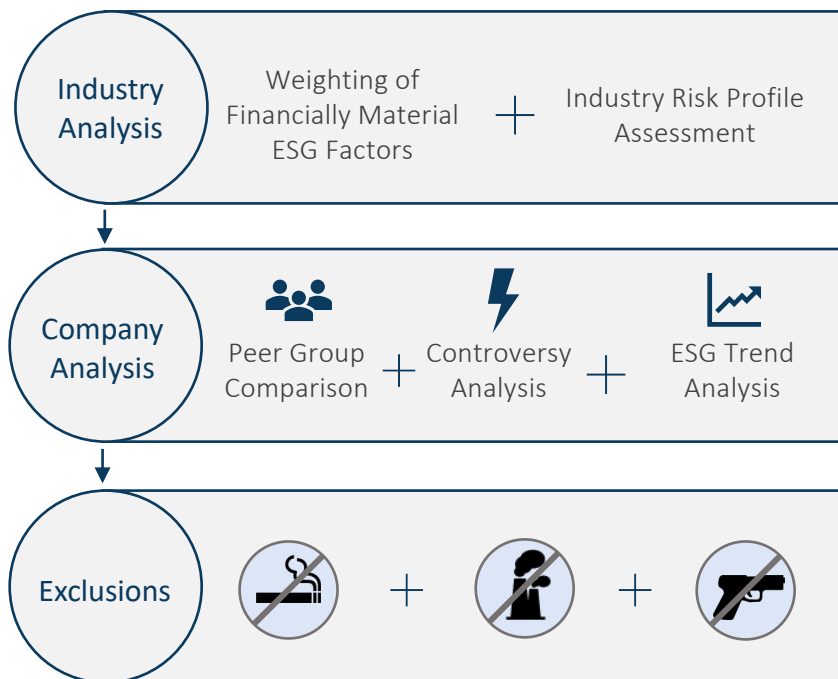 Industry
Analysis
Weighting of
Financially Material
ESG Factors
Industry Risk Profile
Assessment
Company
Analysis
Peer Group
Comparison
Controversy
Analysis
ESG Trend
Analysis
Exclusions